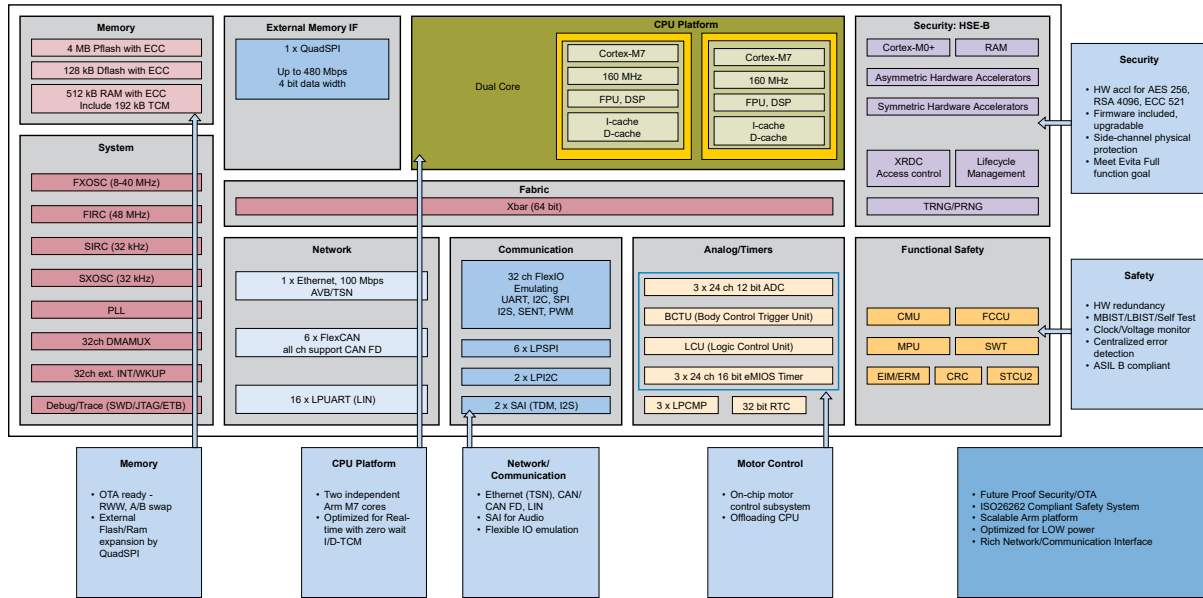 Memory
4 MB Pflash with ECC
128 kB Dflash with ECC
512 kB RAM with ECC
Include 192 kB TCM
External Memory IF
1 x QuadSPI
Up to 480 Mbps
4 bit data width
CPU Platform
Dual Core
Cortex-M7
160 MHz
FPU, DSP
I-cache
D-cache
Cortex-M7
160 MHz
FPU, DSP
I-cache
D-cache
Security: HSE-B
Cortex-M0+
RAM
Asymmetric Hardware Accelerators
Symmetric Hardware Accelerators
XRDC
Access control
Lifecycle
Management
TRNG/PRNG
Security
• HW accl for AES 256,
RSA 4096, ECC 521
• Firmware included,
upgradable
• Side-channel physical
protection
• Meet Evita Full
function goal
System
FXOSC (8-40 MHz)
FIRC (48 MHz)
SIRC (32 kHz)
SXOSC (32 kHz)
PLL
32ch DMAMUX
32ch ext. INT/WKUP
Debug/Trace (SWD/JTAG/ETB)
Fabric
Xbar (64 bit)
Network
1 x Ethernet, 100 Mbps
AVB/TSN
6 x FlexCAN
all ch support CAN FD
16 x LPUART (LIN)
Communication
32 ch FlexIO
Emulating
UART, I2C, SPI
I2S, SENT, PWM
6 x LPSPI
2 x LPI2C
2 x SAI (TDM, I2S)
Analog/Timers
3 x 24 ch 12 bit ADC
BCTU (Body Control Trigger Unit)
LCU (Logic Control Unit)
3 x 24 ch 16 bit eMIOS Timer
3 x LPCMP
32 bit RTC
Functional Safety
CMU
FCCU
MPU
SWT
EIM/ERM
CRC
STCU2
Safety
• HW redundancy
• MBIST/LBIST/Self Test
• Clock/Voltage monitor
• Centralized error
detection
• ASIL B compliant
Memory
• OTA ready -
RWW, A/B swap
• External
Flash/Ram
expansion by
QuadSPI
CPU Platform
• Two independent
Arm M7 cores
• Optimized for Real-
time with zero wait
I/D-TCM
Network/
Communication
• Ethernet (TSN), CAN/
CAN FD, LIN
• SAI for Audio
• Flexible IO emulation
Motor Control
• On-chip motor
control subsystem
• Offloading CPU
• Future Proof Security/OTA
• ISO26262 Compliant Safety System
• Scalable Arm platform
• Optimized for LOW power
• Rich Network/Communication Interface